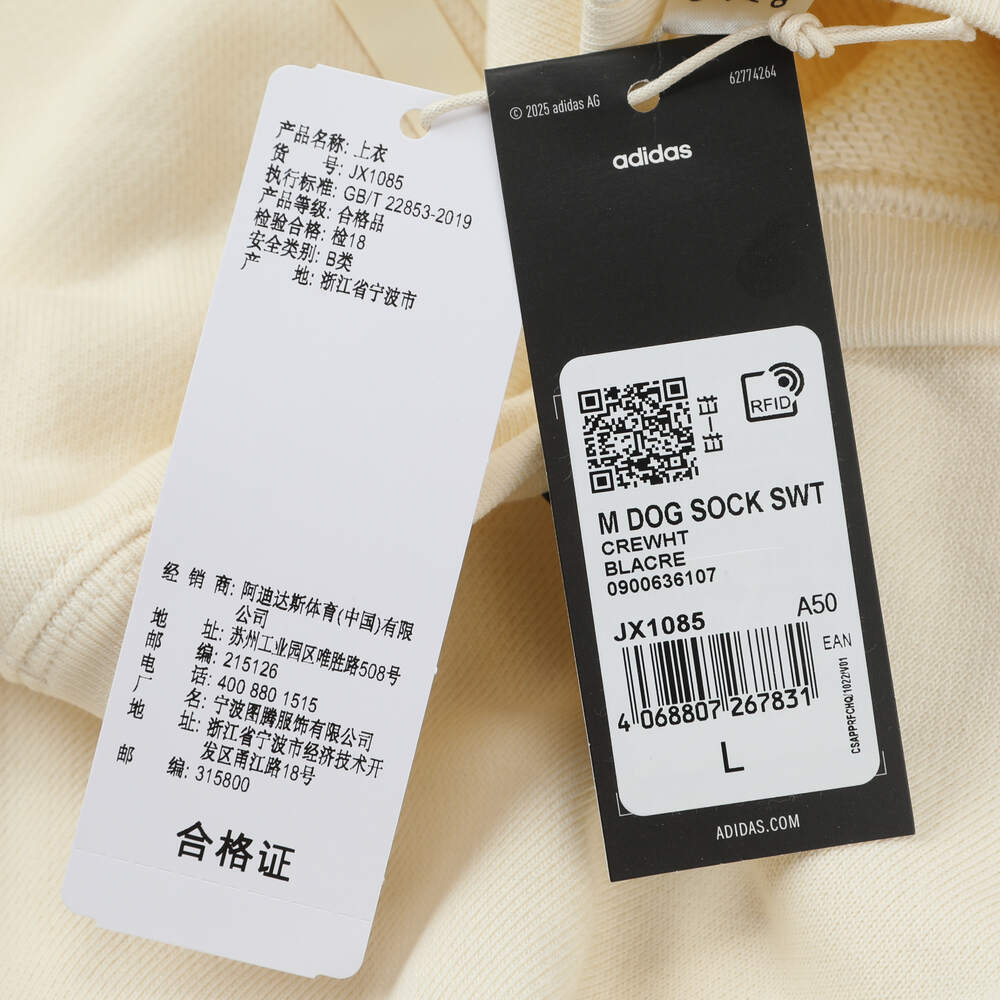 产品名称: 上衣
货 号: JX1085
执行标准: GB/T 22853-2019
产品等级: 合格品
检验合格: 检18
安全类别: B类
产 地: 浙江省宁波市
经 销 商: 阿迪达斯体育(中国)有限
公司
地 址: 苏州工业园区唯胜路508号
邮 编: 215126
电 话: 400 880 1515
厂 名: 宁波图腾服饰有限公司
地 址: 浙江省宁波市经济技术开
发区甬江路18号
邮 编: 315800
合格证
62774264
© 2025 adidas AG
adidas
RFID
M DOG SOCK SWT
CREWHT
BLACRE
0900636107
JX1085
A50
EAN
4 068807 267831
CSAPPRFCHQ/1022/V01
L
ADIDAS.COM